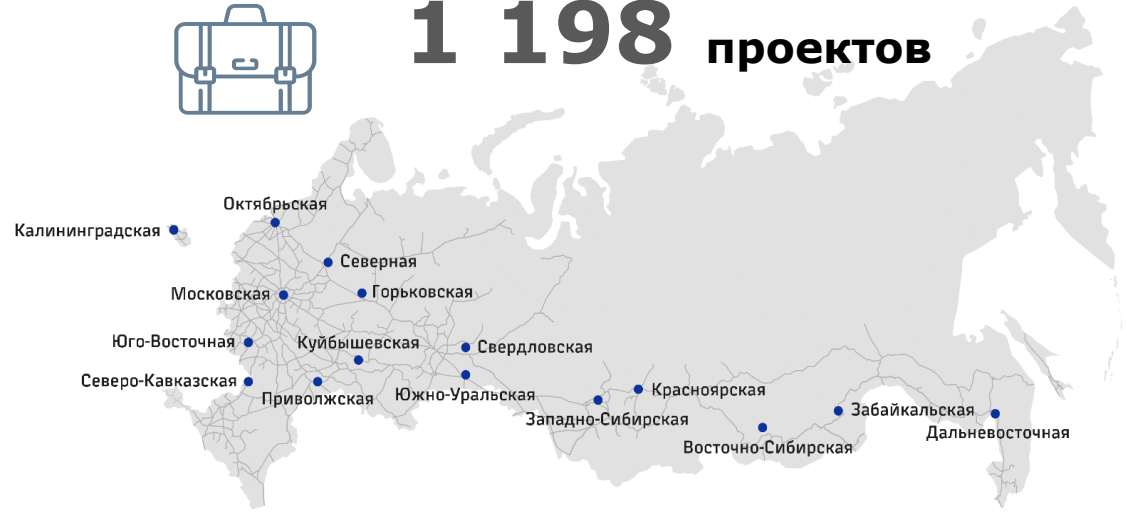 1 198 проектов
Октябрьская
Калининградская
Северная
Московская
Горьковская
Юго-Восточная
Куйбышевская
Свердловская
Северо-Кавказская
Приволжская
Южно-Уральская
Красноярская
Западно-Сибирская
Забайкальская
Дальневосточная
Восточно-Сибирская